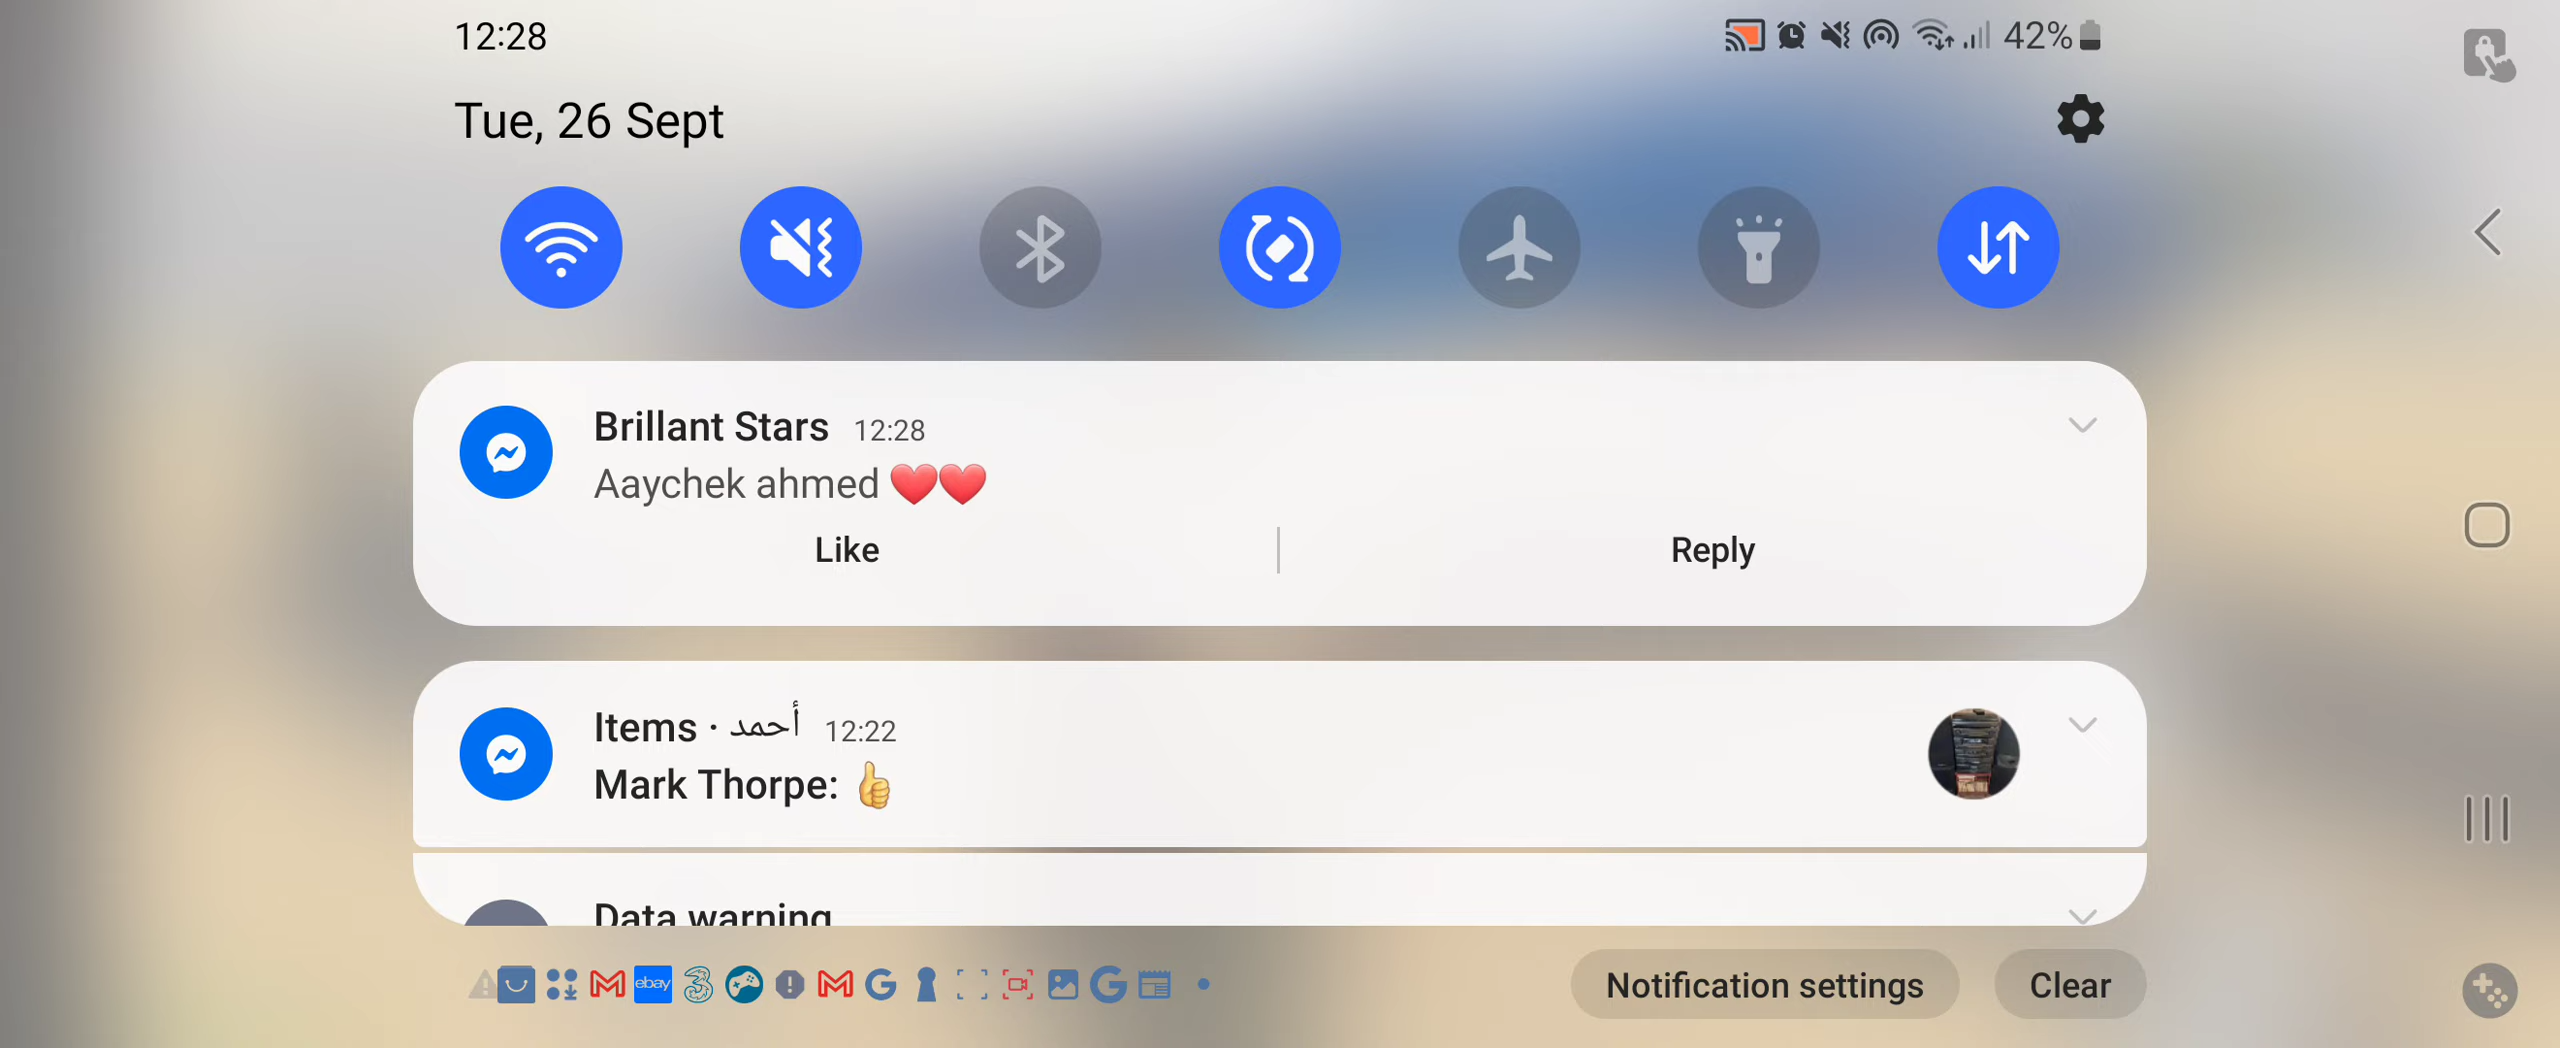 12:28
42%
Tue, 26 Sept
Brillant Stars 12:28
Aaychek ahmed ❤️❤️
Like
Reply
Items · أحمد 12:22
Mark Thorpe: 👍
Data warning
ebay
Notification settings
Clear